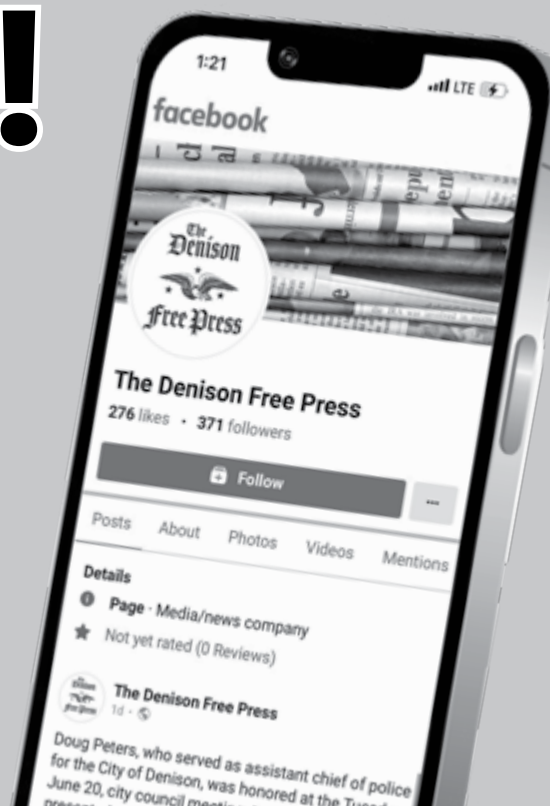 !
1:21
LTE
facebook
The
Denison
Free Press
The Denison Free Press
276 likes • 371 followers
Follow
...
Posts About Photos Videos Mentions
Details
Page · Media/news company
Not yet rated (0 Reviews)
The Denison Free Press
1d ·
Doug Peters, who served as assistant chief of police
for the City of Denison, was honored at the
June 20, city council